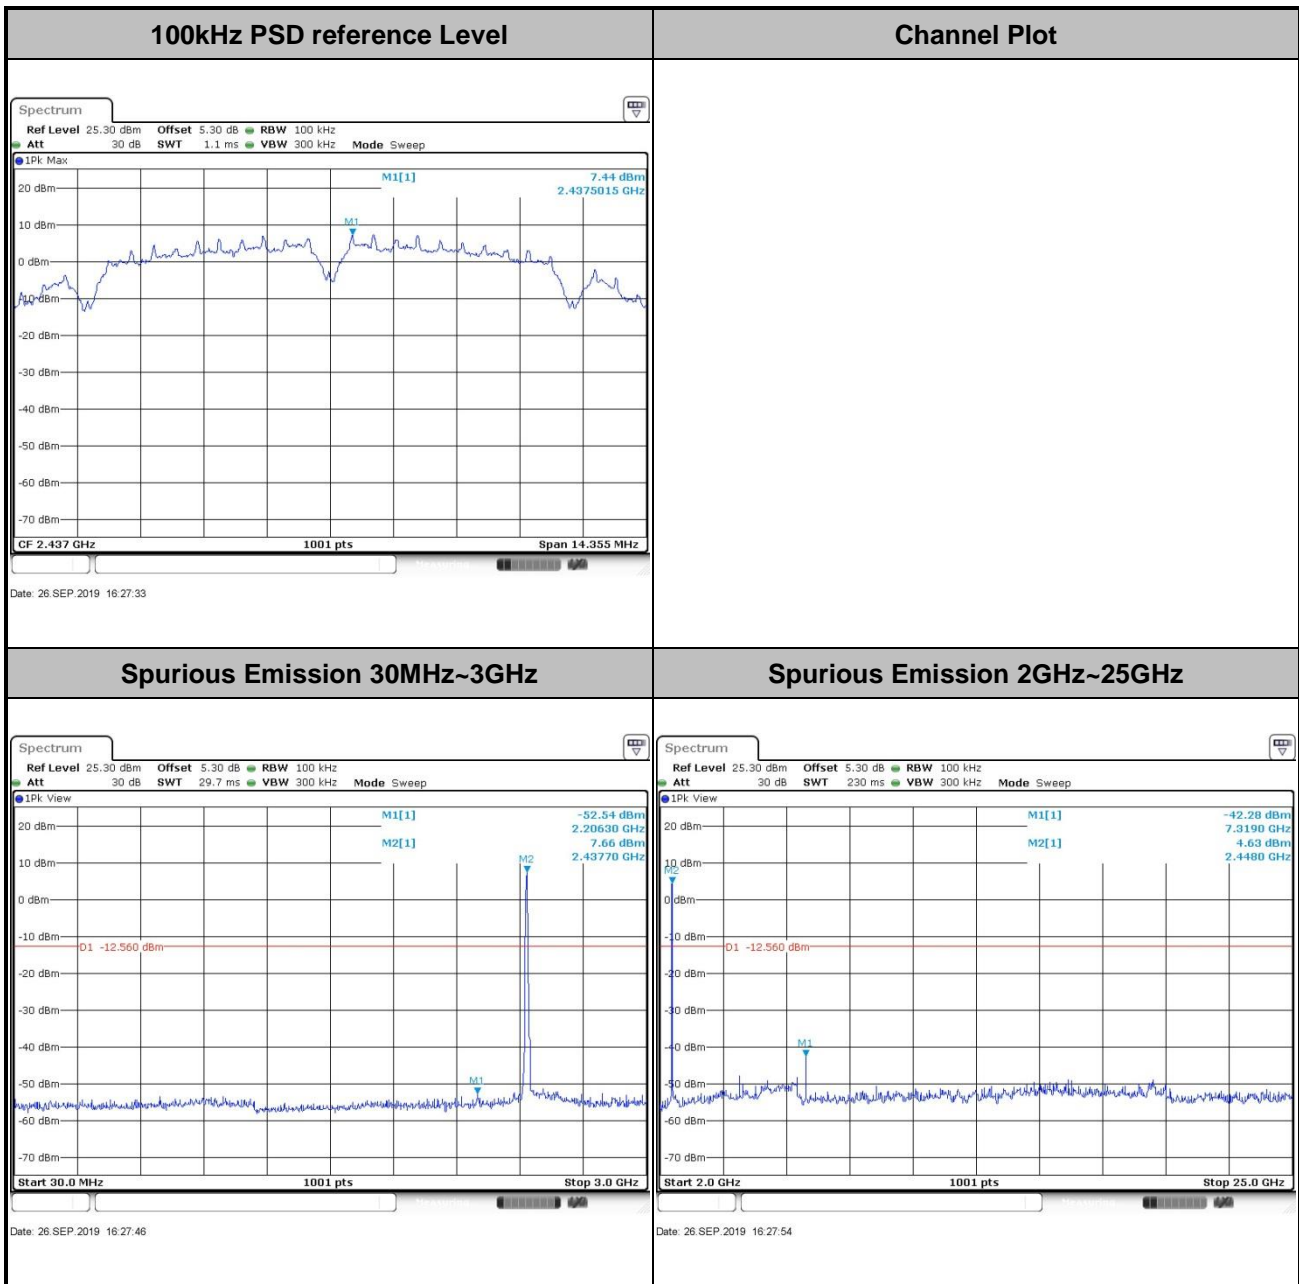 100kHz PSD reference Level
Channel Plot
Spectrum
Ref Level 25.30 dBm Offset 5.30 dB RBW 100 kHz
Att 30 dB SWT 1.1 ms VBW 300 kHz Mode Sweep
1Pk Max
M1[1] 7.44 dBm
2.4375015 GHz
20 dBm
10 dBm
M1
0 dBm
-10 dBm
-20 dBm
-30 dBm
-40 dBm
-50 dBm
-60 dBm
-70 dBm
CF 2.437 GHz 1001 pts Span 14.355 MHz
Measuring...
Date: 26.SEP.2019 16:27:33
Spurious Emission 30MHz~3GHz
Spurious Emission 2GHz~25GHz
Spectrum
Ref Level 25.30 dBm Offset 5.30 dB RBW 100 kHz
Att 30 dB SWT 29.7 ms VBW 300 kHz Mode Sweep
1Pk View
M1[1] -52.54 dBm
2.20630 GHz
20 dBm
M2[1] 7.66 dBm
2.43770 GHz
10 dBm
M2
0 dBm
-10 dBm
D1 -12.560 dBm
-20 dBm
-30 dBm
-40 dBm
-50 dBm
M1
-60 dBm
-70 dBm
Start 30.0 MHz 1001 pts Stop 3.0 GHz
Date: 26.SEP.2019 16:27:46
Spectrum
Ref Level 25.30 dBm Offset 5.30 dB RBW 100 kHz
Att 30 dB SWT 230 ms VBW 300 kHz Mode Sweep
1Pk View
M1[1] -42.28 dBm
7.3190 GHz
20 dBm
M2[1] 4.63 dBm
2.4480 GHz
10 dBm
M2
0 dBm
-10 dBm
D1 -12.560 dBm
-20 dBm
-30 dBm
-40 dBm
M1
-50 dBm
-60 dBm
-70 dBm
Start 2.0 GHz 1001 pts Stop 25.0 GHz
Date: 26.SEP.2019 16:27:54